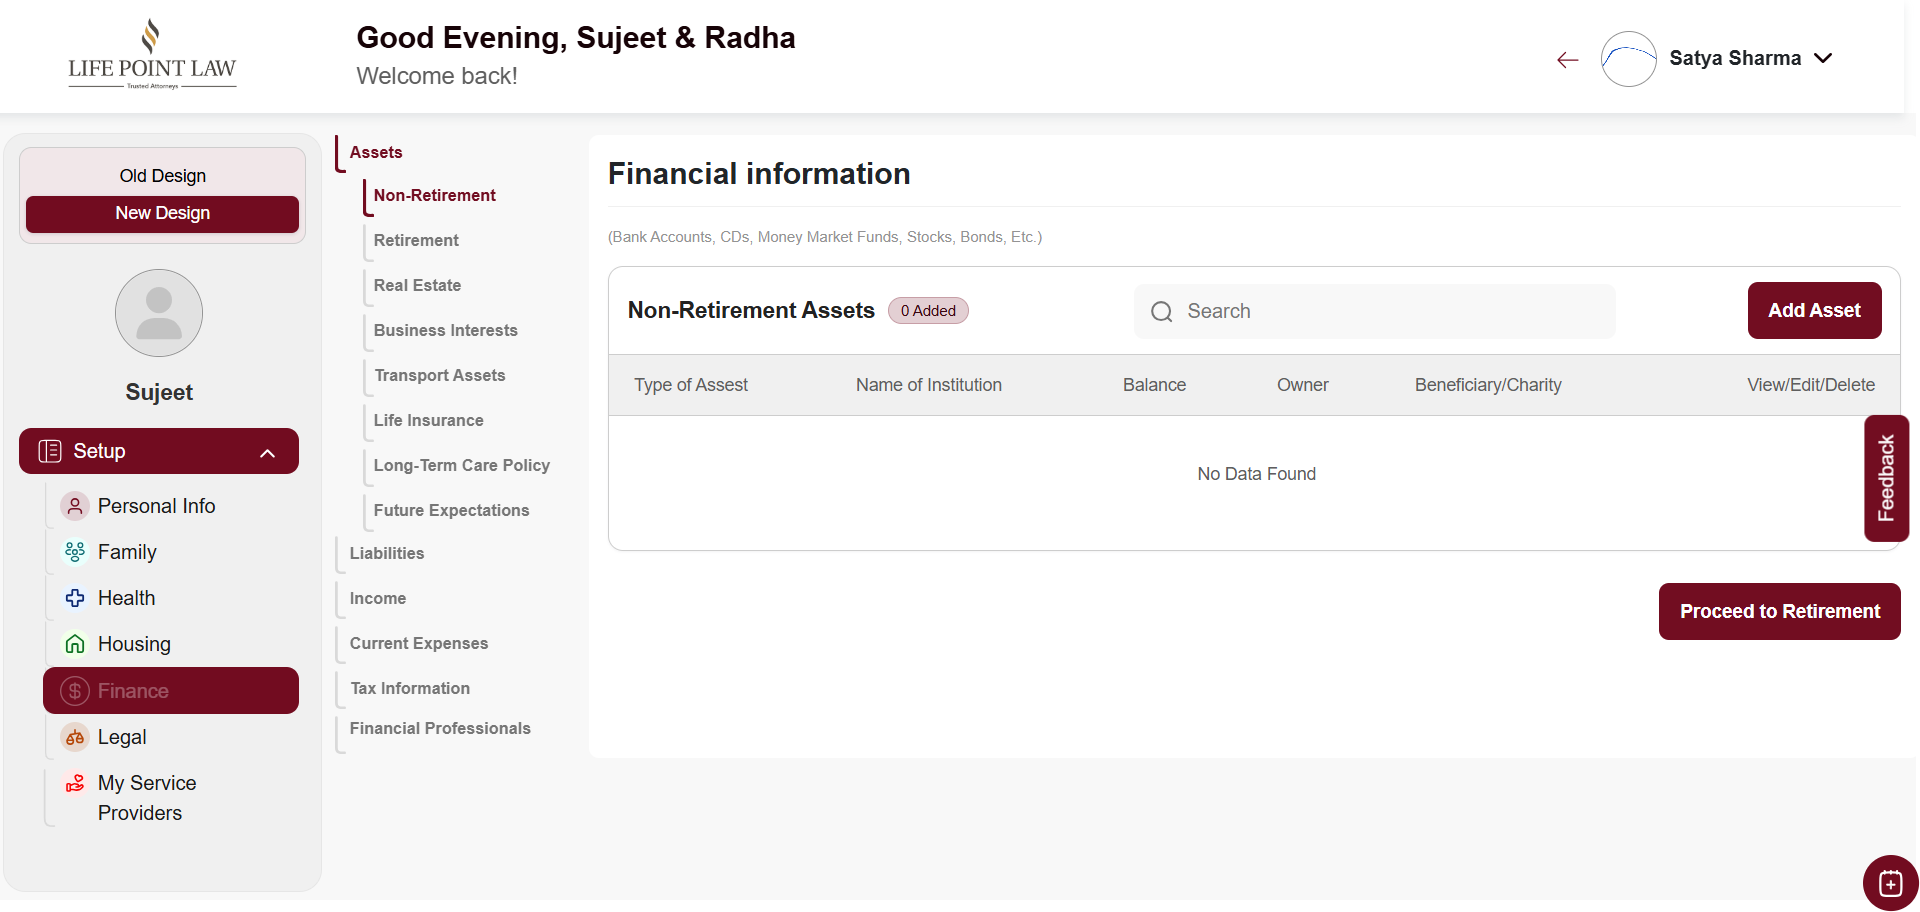 LIFE POINT LAW
Trusted Attorneys
Good Evening, Sujeet & Radha
Welcome back!
Satya Sharma
Old Design
New Design
Sujeet
Setup
Personal Info
Family
Health
Housing
Finance
Legal
My Service
Providers
Assets
Non-Retirement
Retirement
Real Estate
Business Interests
Transport Assets
Life Insurance
Long-Term Care Policy
Future Expectations
Liabilities
Income
Current Expenses
Tax Information
Financial Professionals
Financial information
(Bank Accounts, CDs, Money Market Funds, Stocks, Bonds, Etc.)
Non-Retirement Assets 0 Added Search Add Asset
Type of Assest Name of Institution Balance Owner Beneficiary/Charity View/Edit/Delete
No Data Found
Feedback
Proceed to Retirement